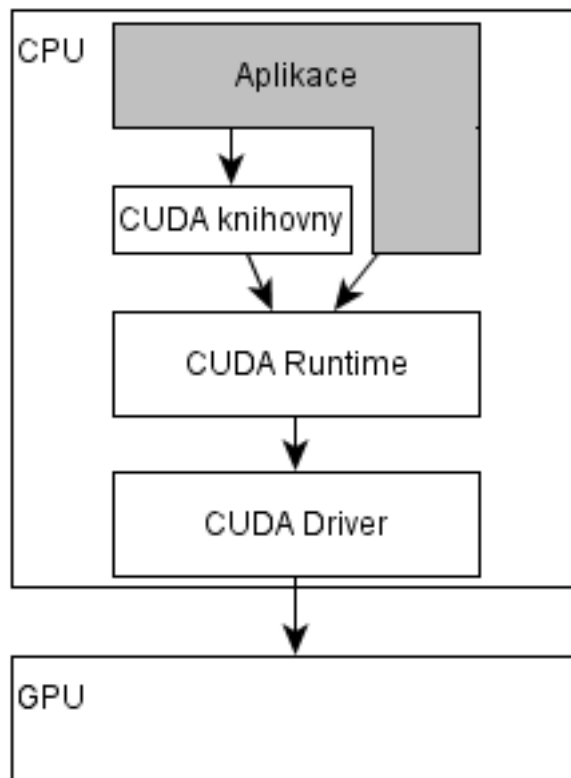 CPU
Aplikace
CUDA knihovny
CUDA Runtime
CUDA Driver
GPU